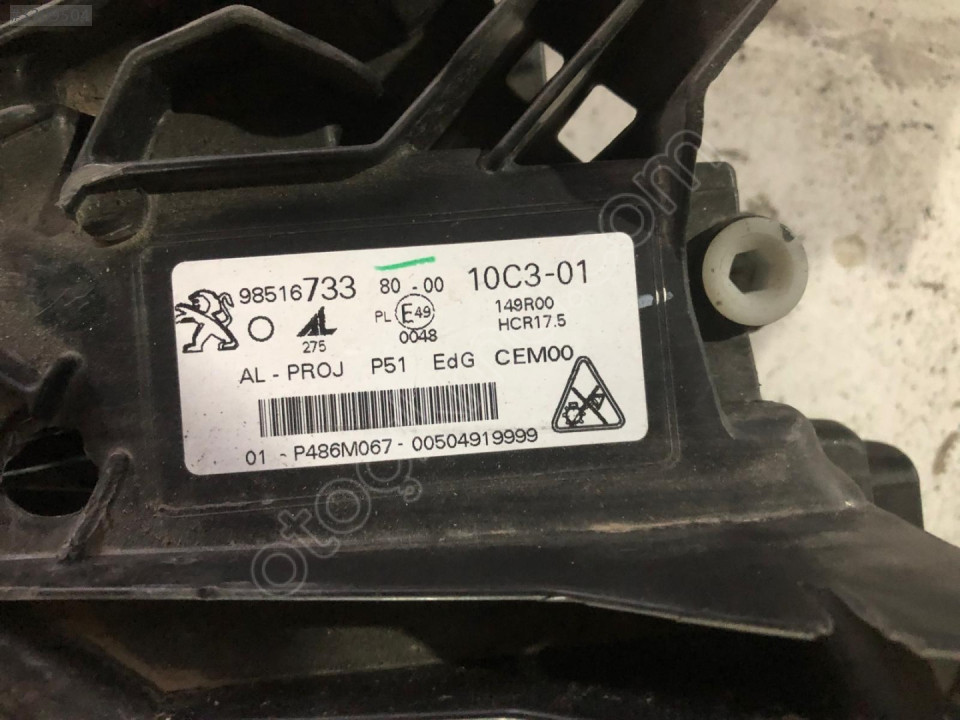 98516733 80 - 00 10C3-01
PL E49 149R00
275 0048 HCR17.5
AL - PROJ P51 EdG CEM00
01 - P486M067 - 00504919999